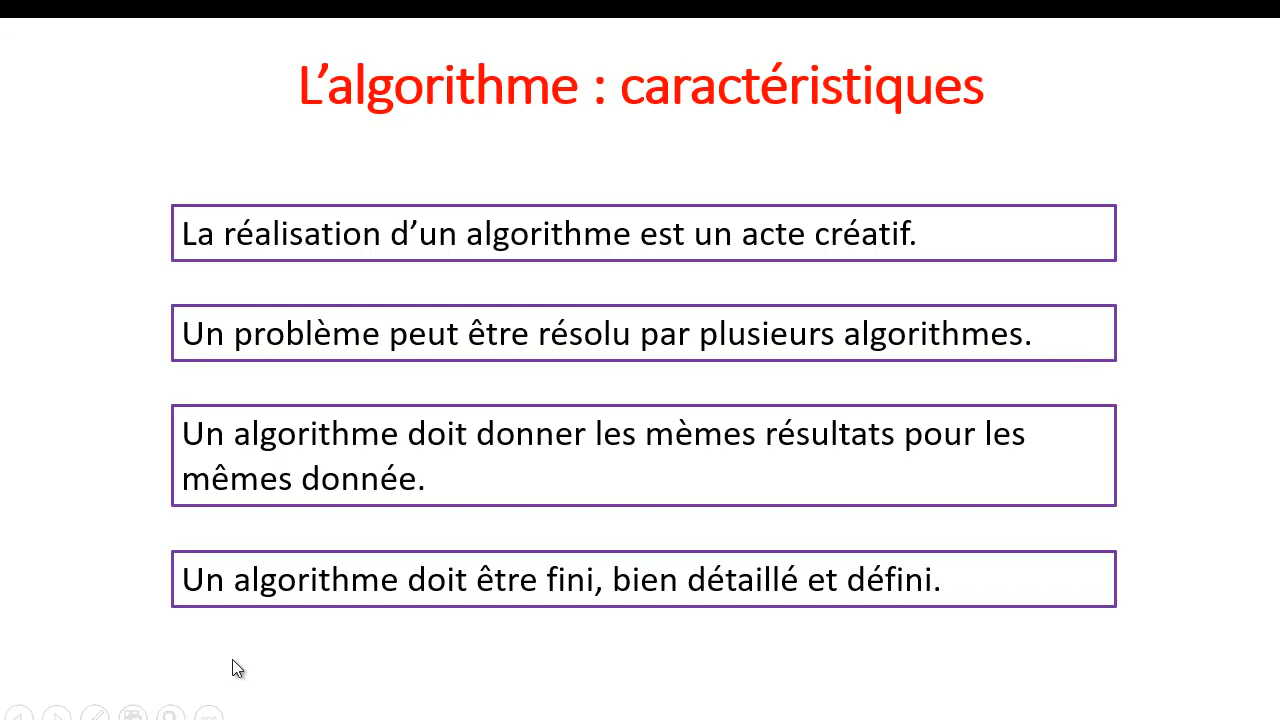 L’algorithme : caractéristiques
La réalisation d’un algorithme est un acte créatif.
Un problème peut être résolu par plusieurs algorithmes.
Un algorithme doit donner les mèmes résultats pour les
mêmes donnée.
Un algorithme doit être fini, bien détaillé et défini.